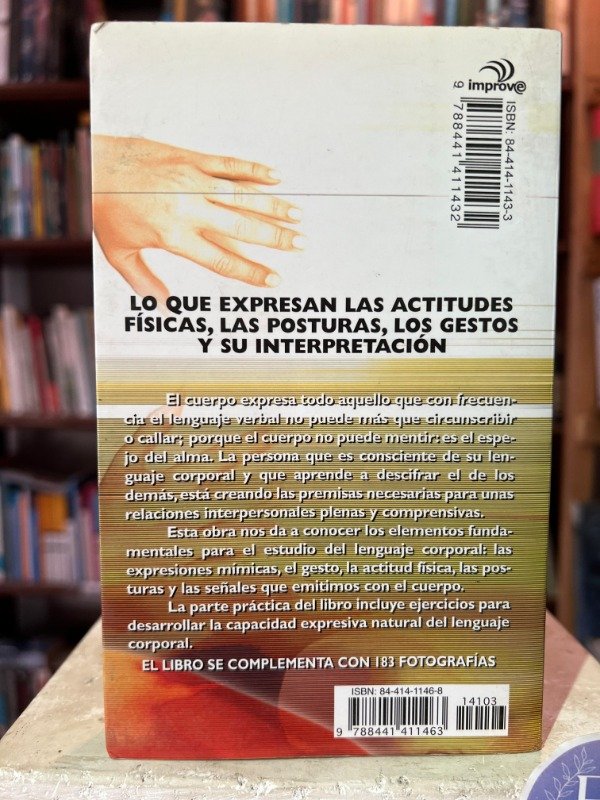 improve
ISBN: 84-414-1143-3
9 788441 411432
LO QUE EXPRESAN LAS ACTITUDES
FÍSICAS, LAS POSTURAS, LOS GESTOS
Y SU INTERPRETACIÓN
El cuerpo expresa todo aquello que con frecuen-
cia el lenguaje verbal no puede más que circunscribir
o callar; porque el cuerpo no puede mentir: es el espe-
jo del alma. La persona que es consciente de su len-
guaje corporal y que aprende a descifrar el de los
demás, está creando las premisas necesarias para unas
relaciones interpersonales plenas y comprensivas.
Esta obra nos da a conocer los elementos funda-
mentales para el estudio del lenguaje corporal: las
expresiones mímicas, el gesto, la actitud física, las pos-
turas y las señales que emitimos con el cuerpo.
La parte práctica del libro incluye ejercicios para
desarrollar la capacidad expresiva natural del lenguaje
corporal.
EL LIBRO SE COMPLEMENTA CON 183 FOTOGRAFÍAS
ISBN: 84-414-1146-8
14103
9 788441 411463